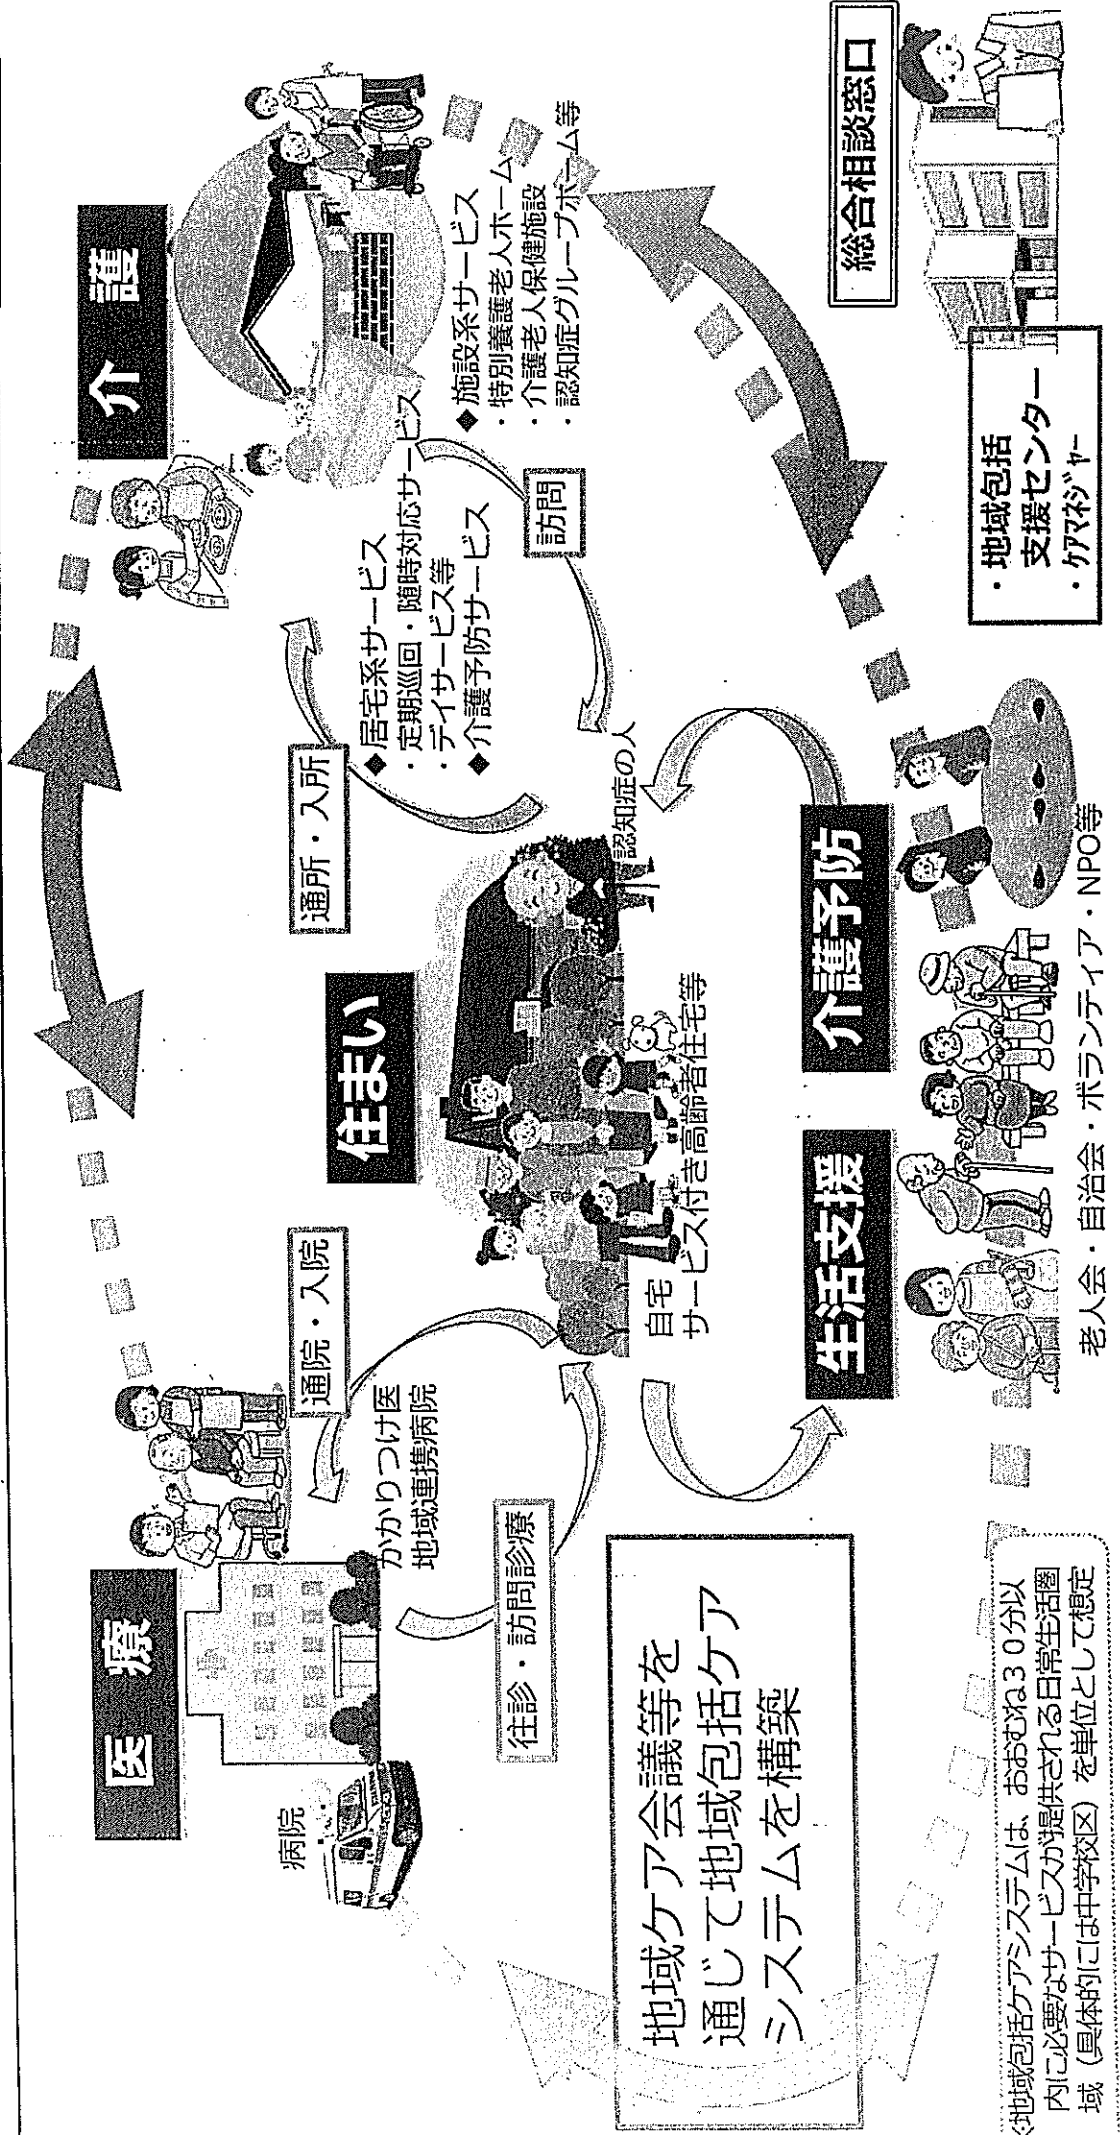 医 療
病院
かかりつけ医
地域連携病院
通院・入院
往診・訪問診療
住まい
自宅
サービス付き高齢者住宅等
認知症の人
通所・入所
訪問
介 護
◆居宅系サービス
・定期巡回・随時対応サービス
・デイサービス等
◆介護予防サービス
◆施設系サービス
・特別養護老人ホーム
・介護老人保健施設
・認知症グループホーム等
生活支援
介護予防
老人会・自治会・ボランティア・NPO等
総合相談窓口
・地域包括
支援センター
・ケアマネジャー
地域ケア会議等を
通じて地域包括ケア
システムを構築
※地域包括ケアシステムは、おおむね30分以
内に必要なサービスが提供される日常生活圏
域（具体的には中学校区）を単位として想定